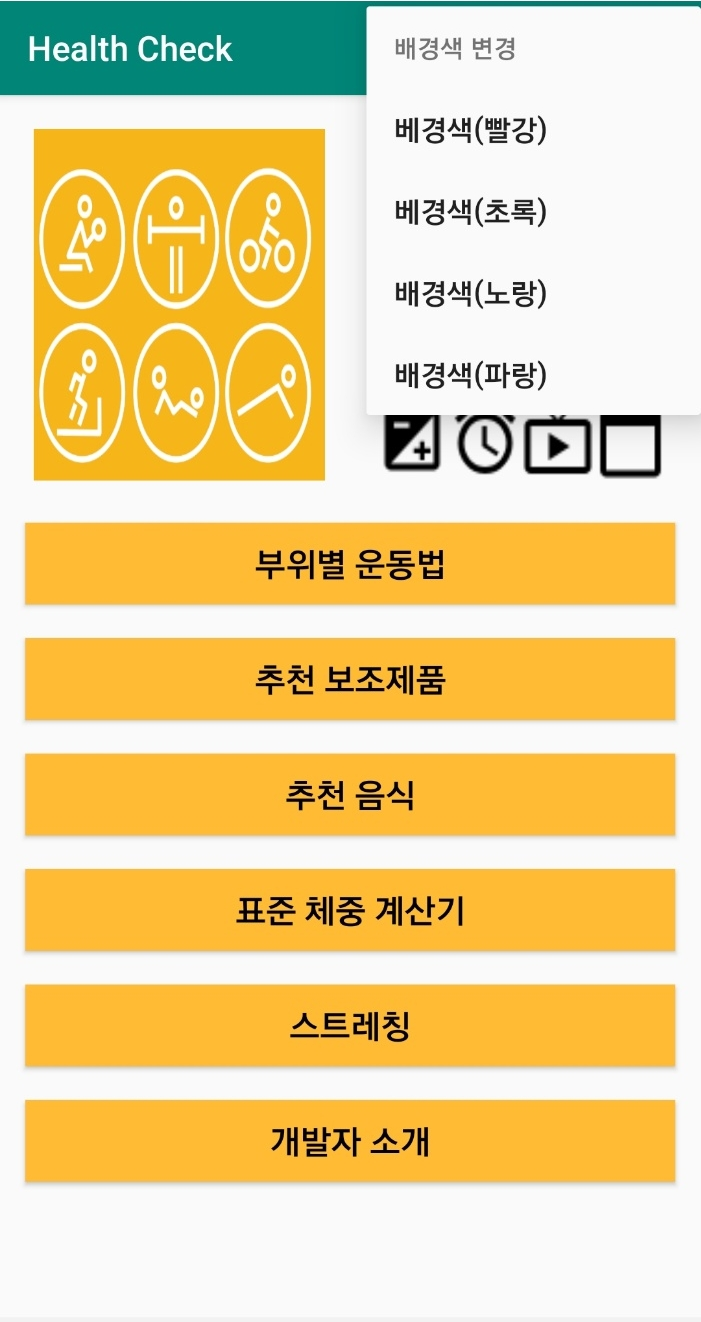 Health Check
배경색 변경
베경색(빨강)
베경색(초록)
배경색(노랑)
배경색(파랑)
부위별 운동법
추천 보조제품
추천 음식
표준 체중 계산기
스트레칭
개발자 소개